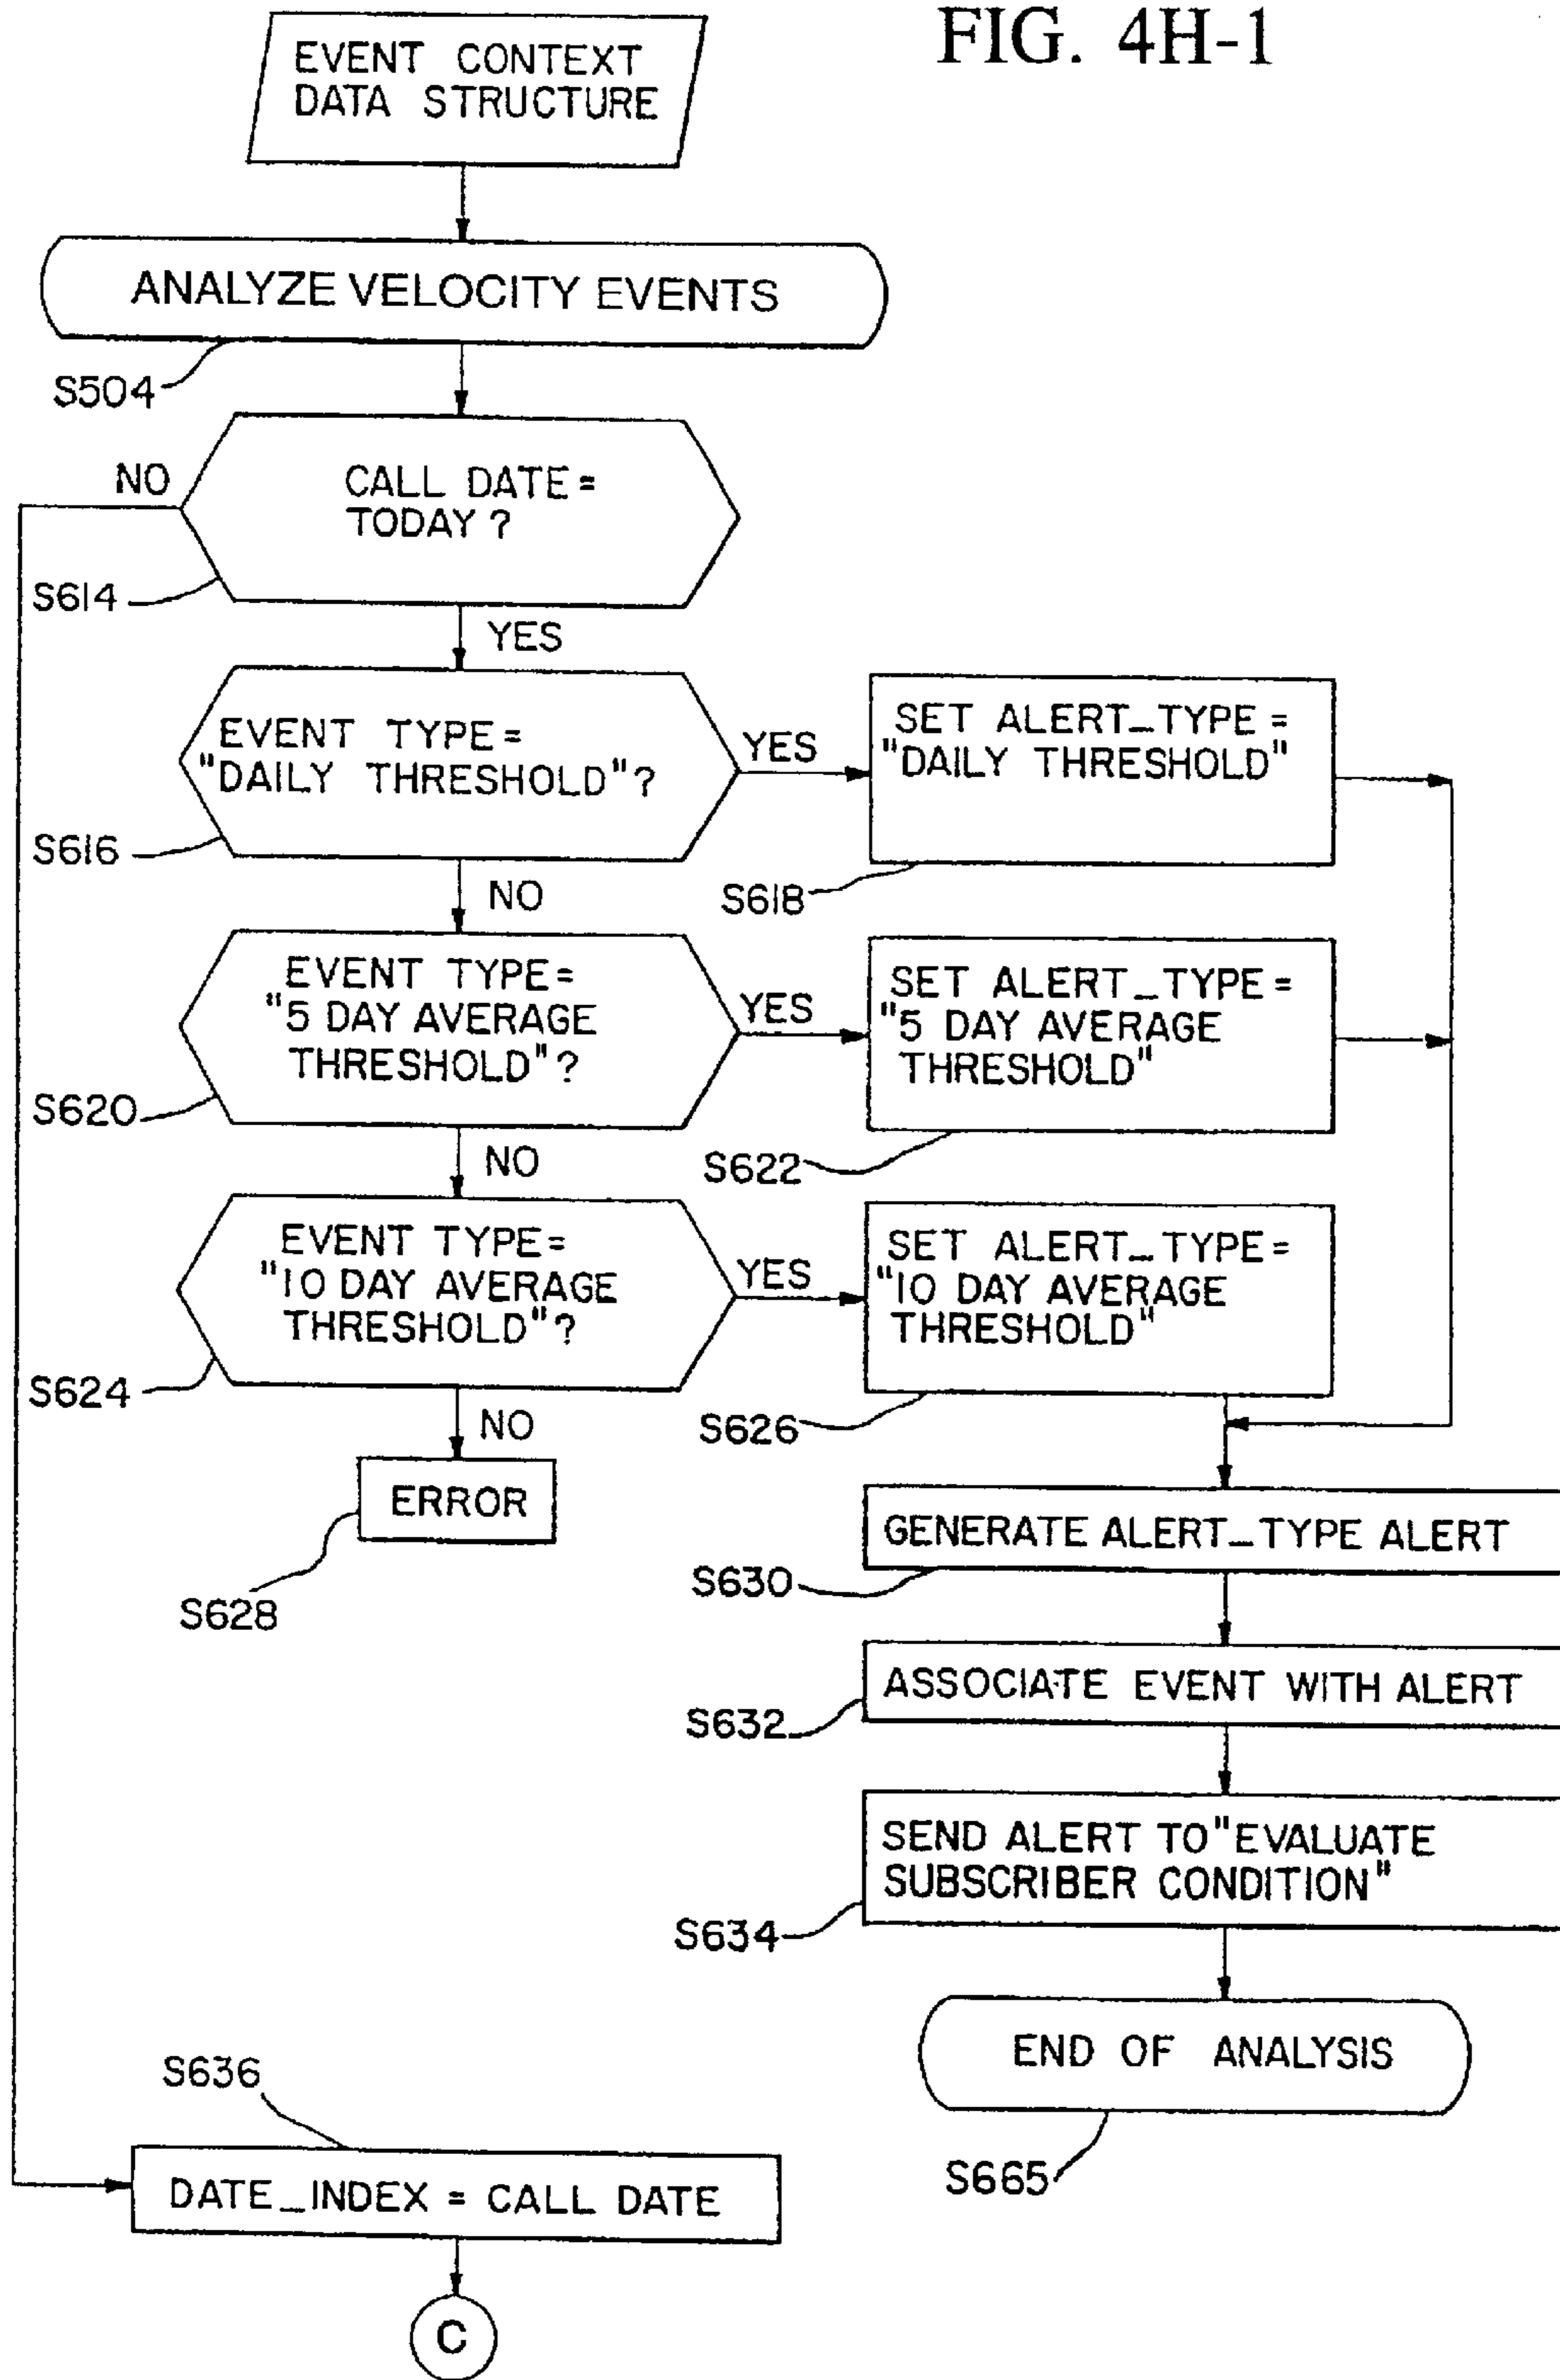 FIG. 4H-1
EVENT CONTEXT
DATA STRUCTURE
ANALYZE VELOCITY EVENTS
S504
NO
CALL DATE =
TODAY ?
S614
YES
EVENT TYPE =
"DAILY THRESHOLD" ?
YES
SET ALERT_TYPE =
"DAILY THRESHOLD"
S616
NO
S618
EVENT TYPE =
"5 DAY AVERAGE
THRESHOLD" ?
YES
SET ALERT_TYPE =
"5 DAY AVERAGE
THRESHOLD"
S620
NO
S622
EVENT TYPE =
"10 DAY AVERAGE
THRESHOLD" ?
YES
SET ALERT_TYPE =
"10 DAY AVERAGE
THRESHOLD"
S624
NO
S626
ERROR
S628
GENERATE ALERT_TYPE ALERT
S630
ASSOCIATE EVENT WITH ALERT
S632
SEND ALERT TO "EVALUATE
SUBSCRIBER CONDITION"
S634
END OF ANALYSIS
S665
S636
DATE_INDEX = CALL DATE
C